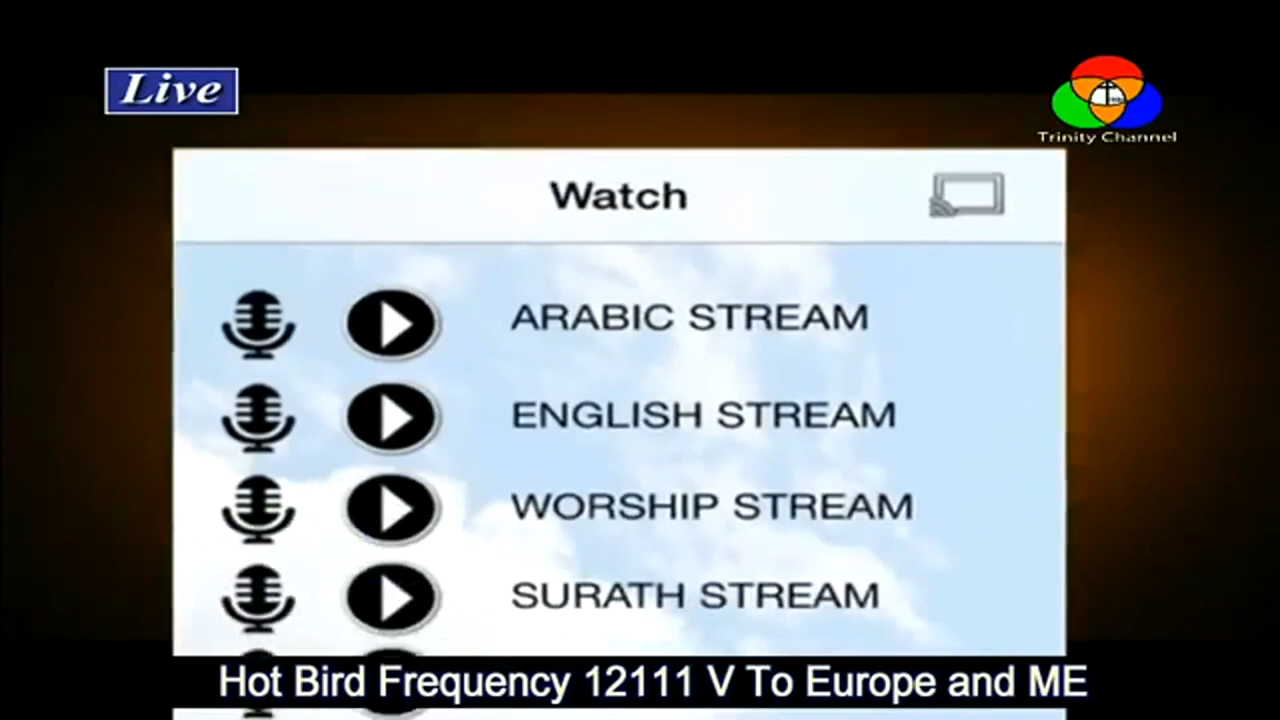 Live
Trinity Channel
Watch
ARABIC STREAM
ENGLISH STREAM
WORSHIP STREAM
SURATH STREAM
Hot Bird Frequency 12111 V To Europe and ME